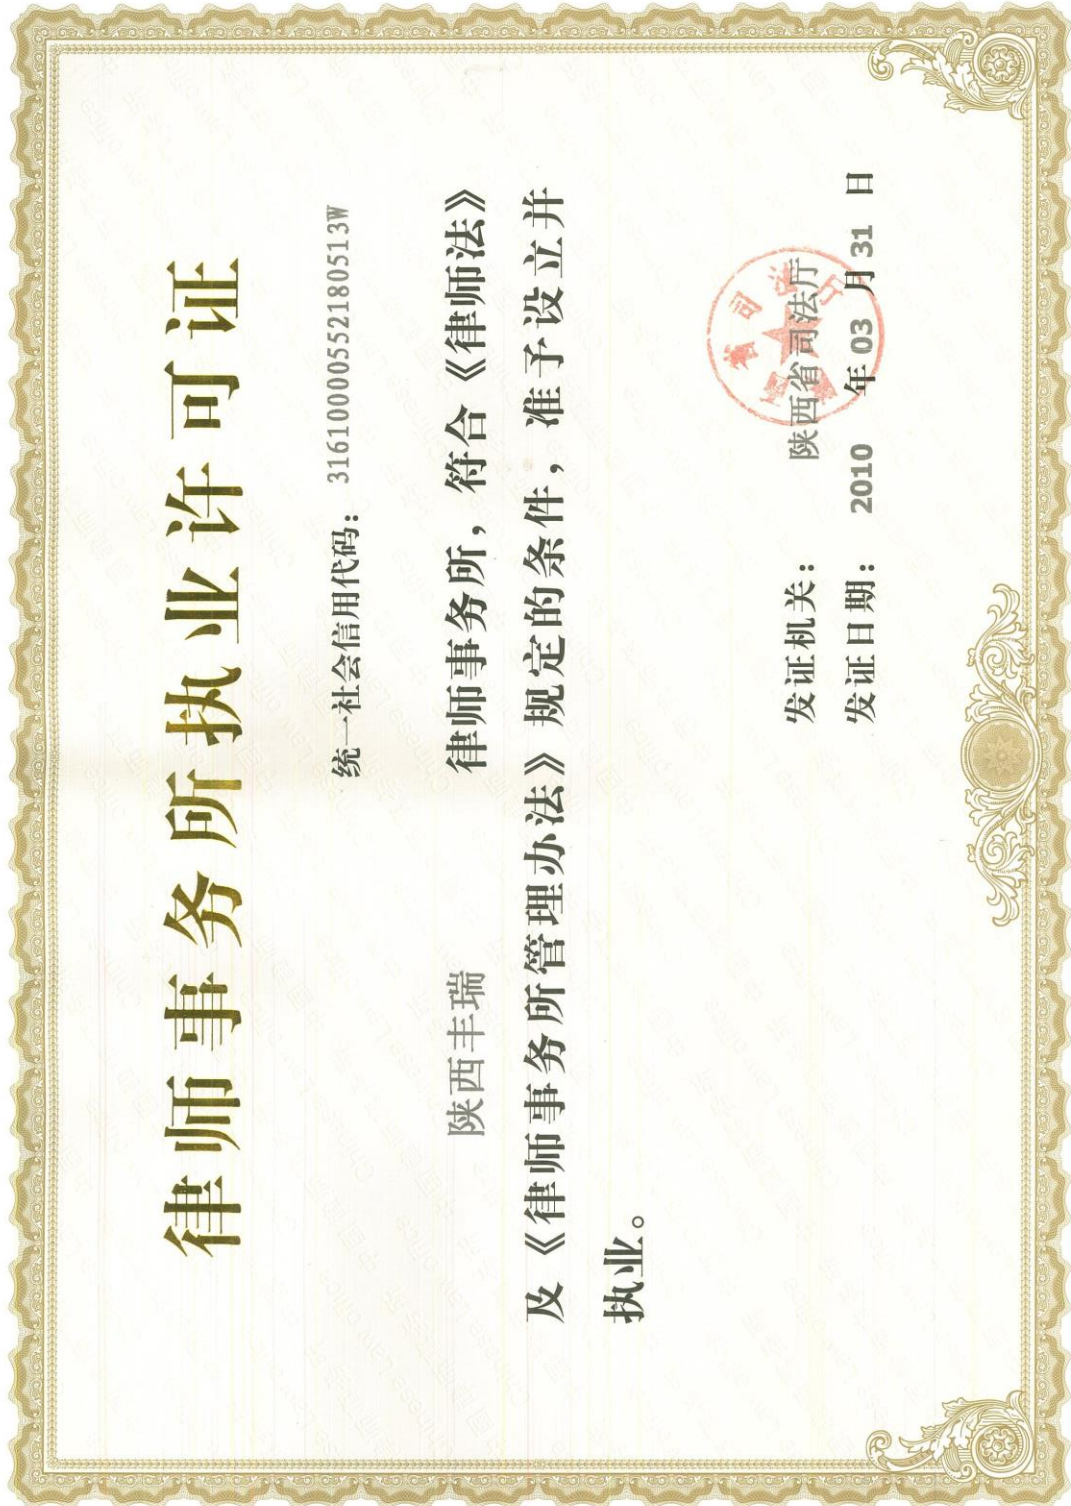 律师事务所执业许可证
统一社会信用代码：31610000552180513W
陕西丰瑞 律师事务所，符合《律师法》
及《律师事务所管理办法》规定的条件，准予设立并
执业。
发证机关：陕西省司法厅
发证日期：2010 年 03 月 31 日